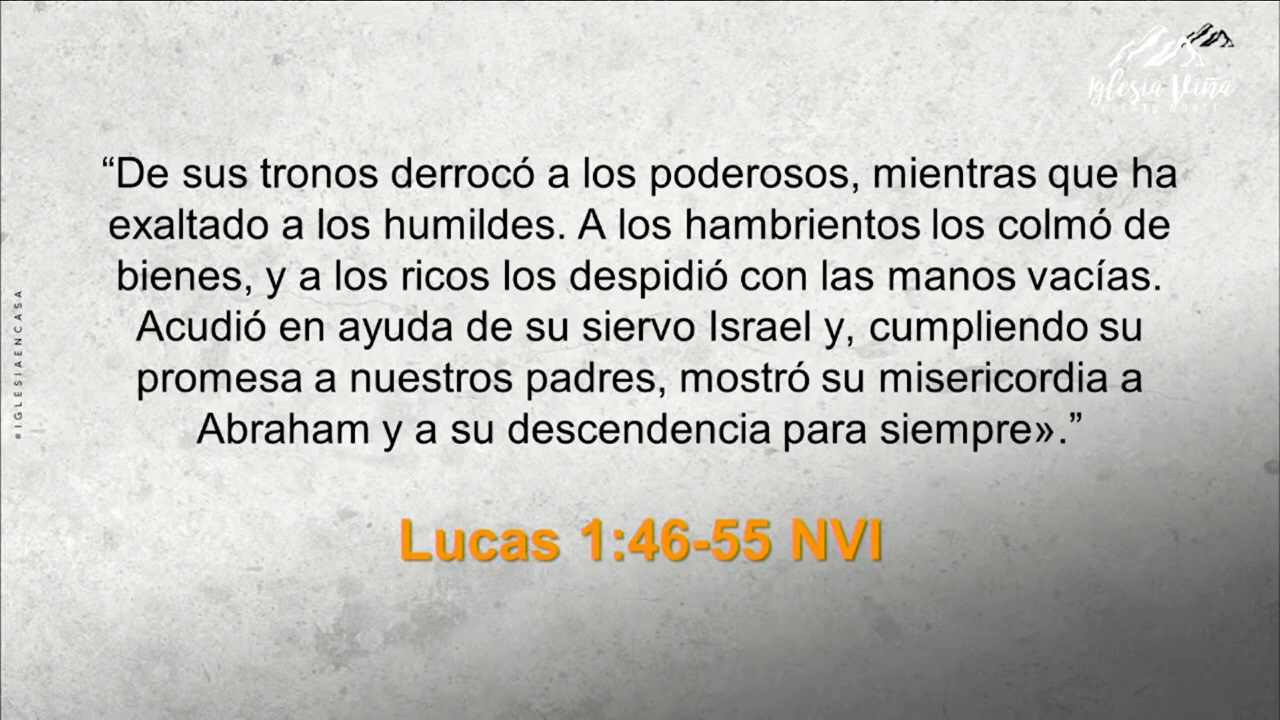 Iglesia Viña
“De sus tronos derrocó a los poderosos, mientras que ha
exaltado a los humildes. A los hambrientos los colmó de
bienes, y a los ricos los despidió con las manos vacías.
Acudió en ayuda de su siervo Israel y, cumpliendo su
promesa a nuestros padres, mostró su misericordia a
Abraham y a su descendencia para siempre».”
Lucas 1:46-55 NVI
#IGLESIAENCASA